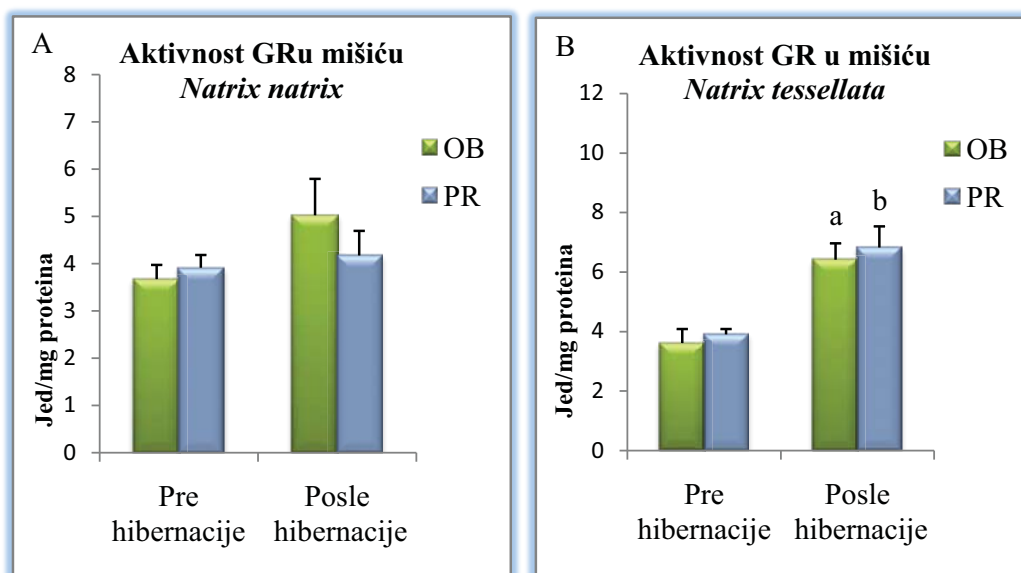 A
Aktivnost GRu mišiću
Natrix natrix
8
7
6
5
4
3
2
1
0
Jed/mg proteina
OB
PR
Pre
hibernacije
Posle
hibernacije
B
Aktivnost GR u mišiću
Natrix tessellata
12
10
8
6
4
2
0
Jed/mg proteina
a
b
OB
PR
Pre
hibernacije
Posle
hibernacije